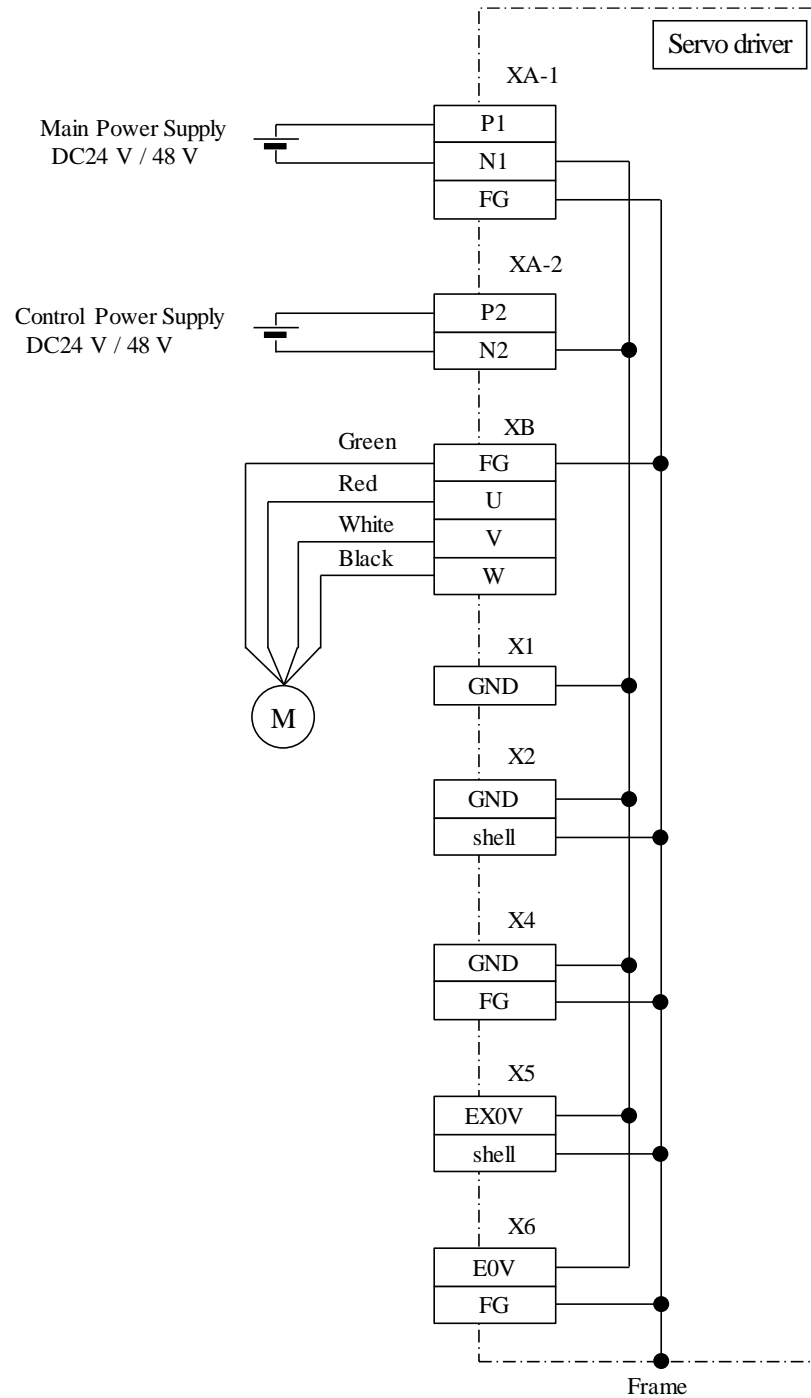 Servo driver
XA-1
Main Power Supply
DC24 V / 48 V
P1
N1
FG
XA-2
Control Power Supply
DC24 V / 48 V
P2
N2
XB
Green
FG
Red
U
White
V
Black
W
M
X1
GND
X2
GND
shell
X4
GND
FG
X5
EX0V
shell
X6
E0V
FG
Frame